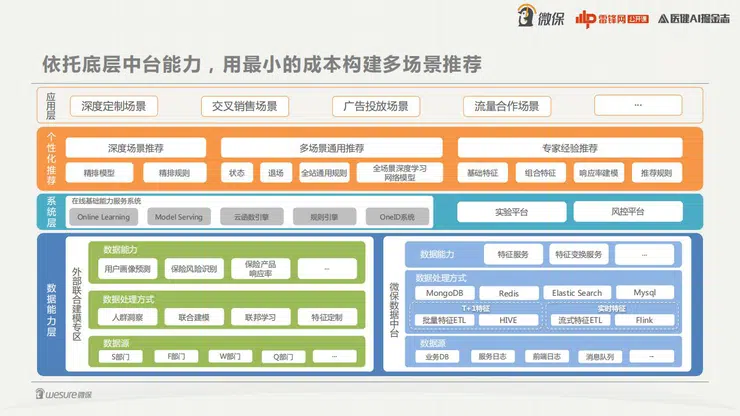 微保
雷锋网 公开课
医健AI掘金志
依托底层中台能力，用最小的成本构建多场景推荐
应用层
深度定制场景
交叉销售场景
广告投放场景
流量合作场景
...
个性化推荐
深度场景推荐
多场景通用推荐
专家经验推荐
精排模型
精排规则
状态
退场
全站通用规则
全场景深度学习
网络模型
基础特征
组合特征
响应率建模
推荐规则
系统层
在线基础能力服务系统
Online Learning
Model Serving
云函数引擎
规则引擎
OneID系统
实验平台
风控平台
数据能力层
外部联合建模专区
数据能力
用户画像预测
保险风险识别
保险产品
响应率
...
数据处理方式
人群洞察
联合建模
联邦学习
特征定制
数据源
S部门
F部门
W部门
Q部门
...
微保数据中台
数据能力
特征服务
特征变换服务
...
数据处理方式
MongoDB
Redis
Elastic Search
Mysql
T+1特征
实时特征
批量特征ETL
HIVE
流式特征ETL
Flink
数据源
业务DB
服务日志
前端日志
消息队列
...
wesure微保